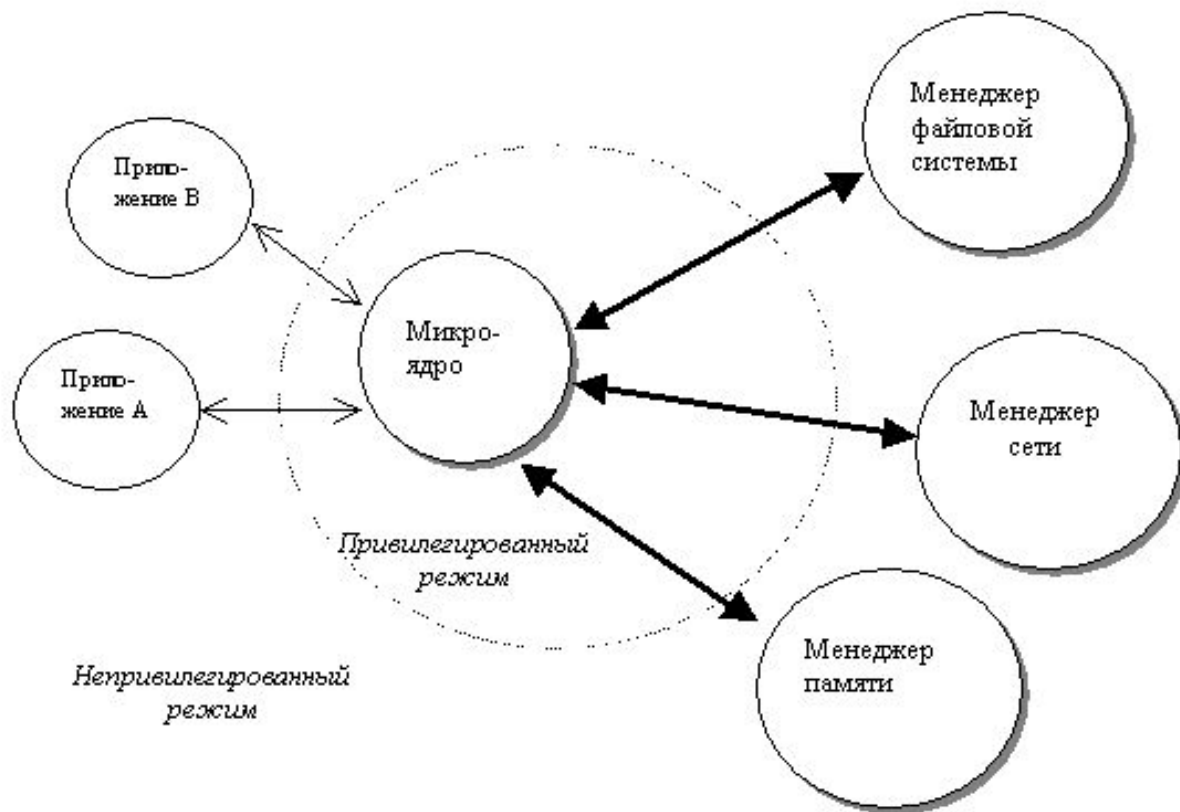 Менеджер
файловой
системы
Прило-
жение В
Микро-
ядро
Прило-
жение А
Менеджер
сети
Привилегированный
режим
Менеджер
памяти
Непривилегированный
режим